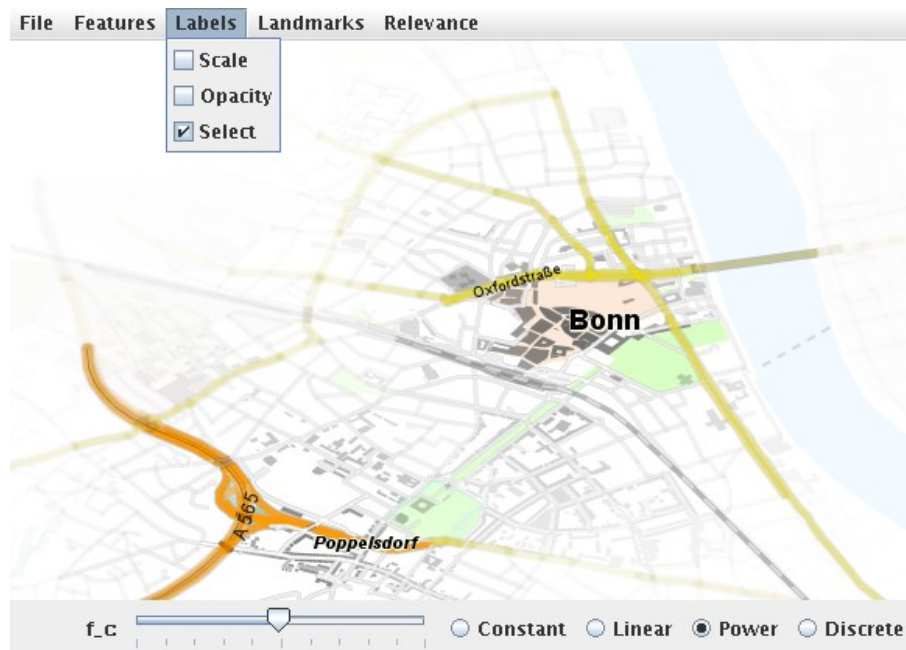 File Features Labels Landmarks Relevance
Scale
Opacity
Select
Oxfordstraße
Bonn
A 565
Poppelsdorf
f_c Constant Linear Power Discrete